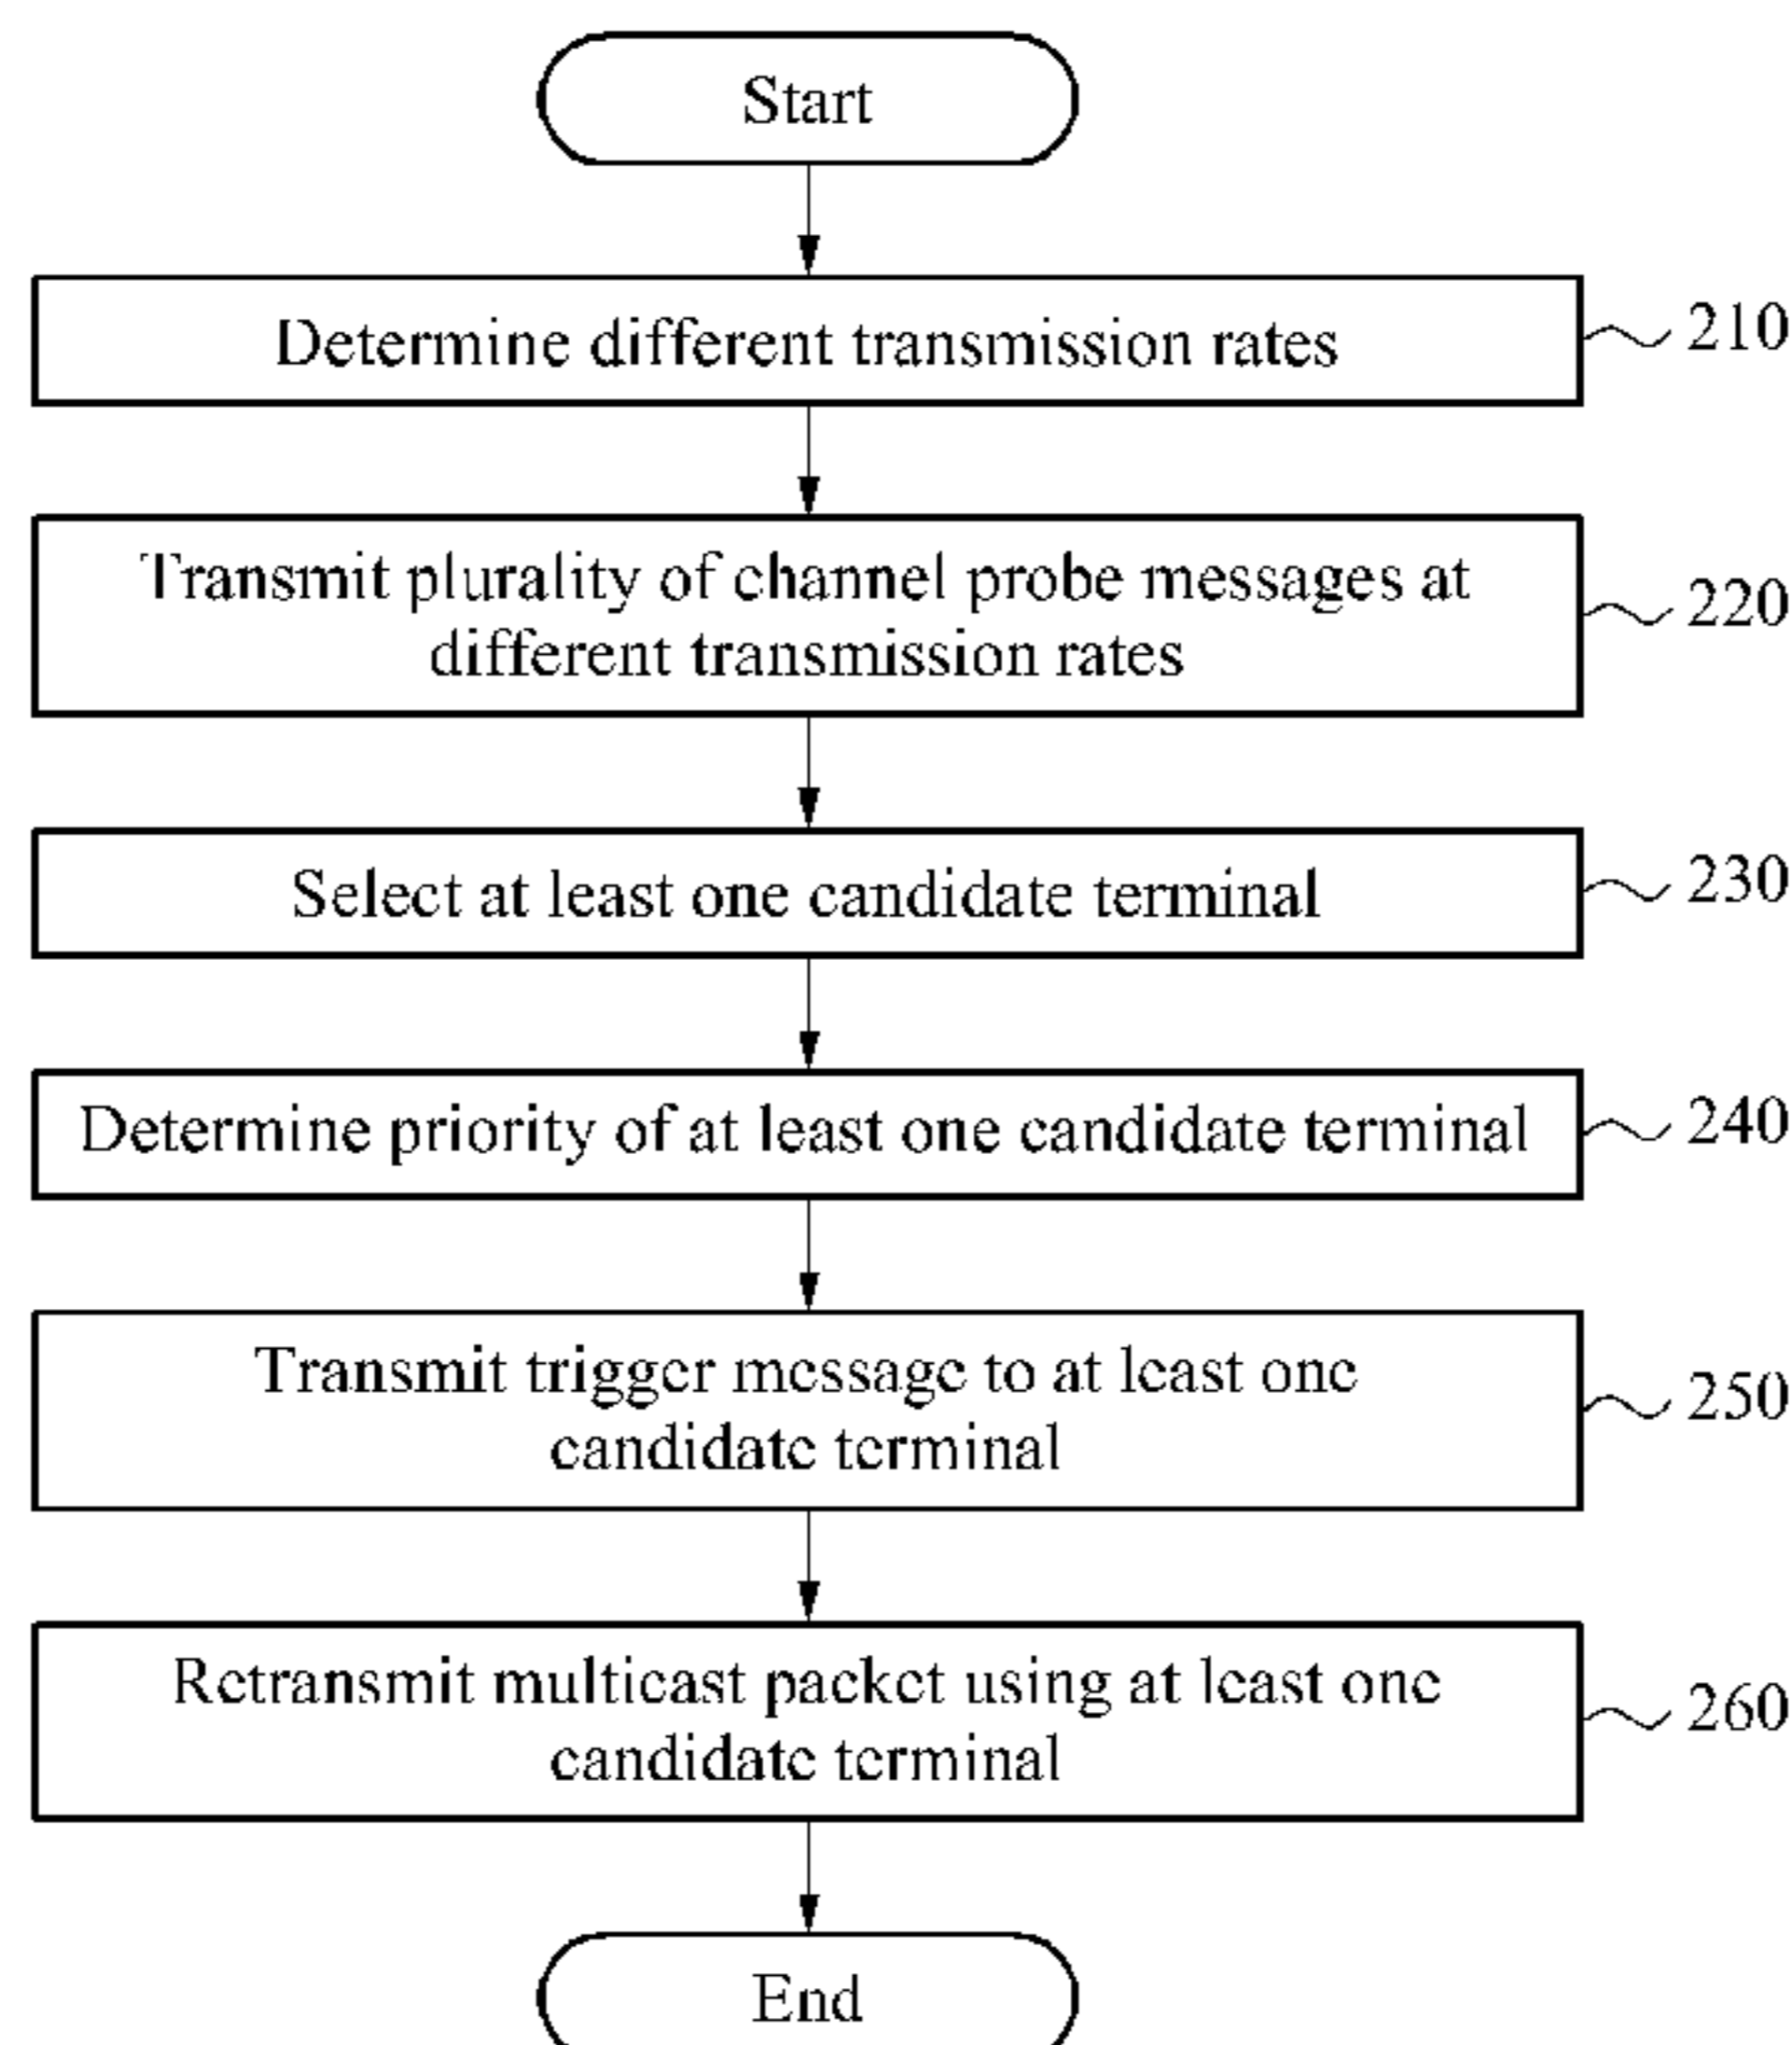 Start
Determine different transmission rates
210
Transmit plurality of channel probe messages at
different transmission rates
220
Select at least one candidate terminal
230
Determine priority of at least one candidate terminal
240
Transmit trigger message to at least one
candidate terminal
250
Retransmit multicast packet using at least one
candidate terminal
260
End